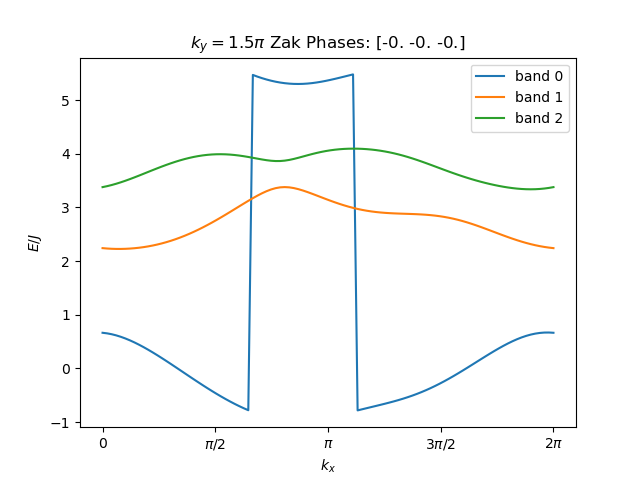 $k_y = 1.5\pi$ Zak Phases: [-0. -0. -0.]
band 0
band 1
band 2
E/J
5
4
3
2
1
0
−1
0
π/2
π
3π/2
2π
$k_x$